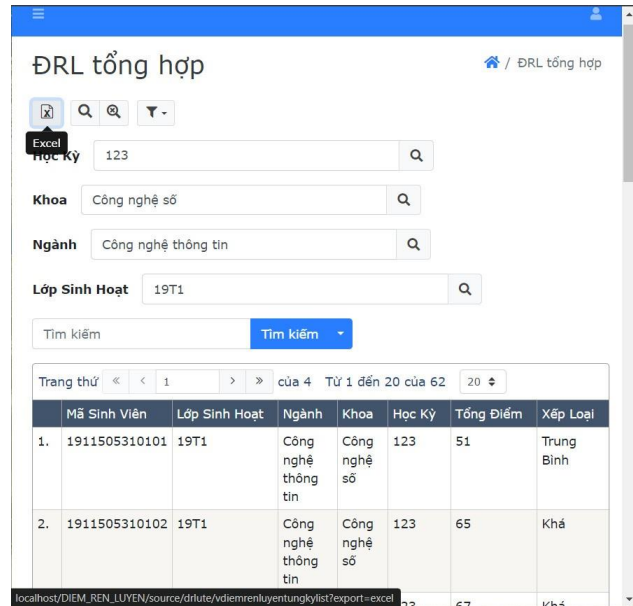 ĐRL tổng hợp
/ ĐRL tổng hợp
Excel
Học Kỳ 123
Khoa Công nghệ số
Ngành Công nghệ thông tin
Lớp Sinh Hoạt 19T1
Tìm kiếm Tìm kiếm
Trang thứ « < 1 > » của 4 Từ 1 đến 20 của 62 20
Mã Sinh Viên Lớp Sinh Hoạt Ngành Khoa Học Kỳ Tổng Điểm Xếp Loại
1. 1911505310101 19T1 Công Công 123 51 Trung
nghệ nghệ Bình
thông số
tin
2. 1911505310102 19T1 Công Công 123 65 Khá
nghệ nghệ
thông số
tin
localhost/DIEM_REN_LUYEN/source/drlute/vdiemrenluyentungkylist?export=excel
67 Khá